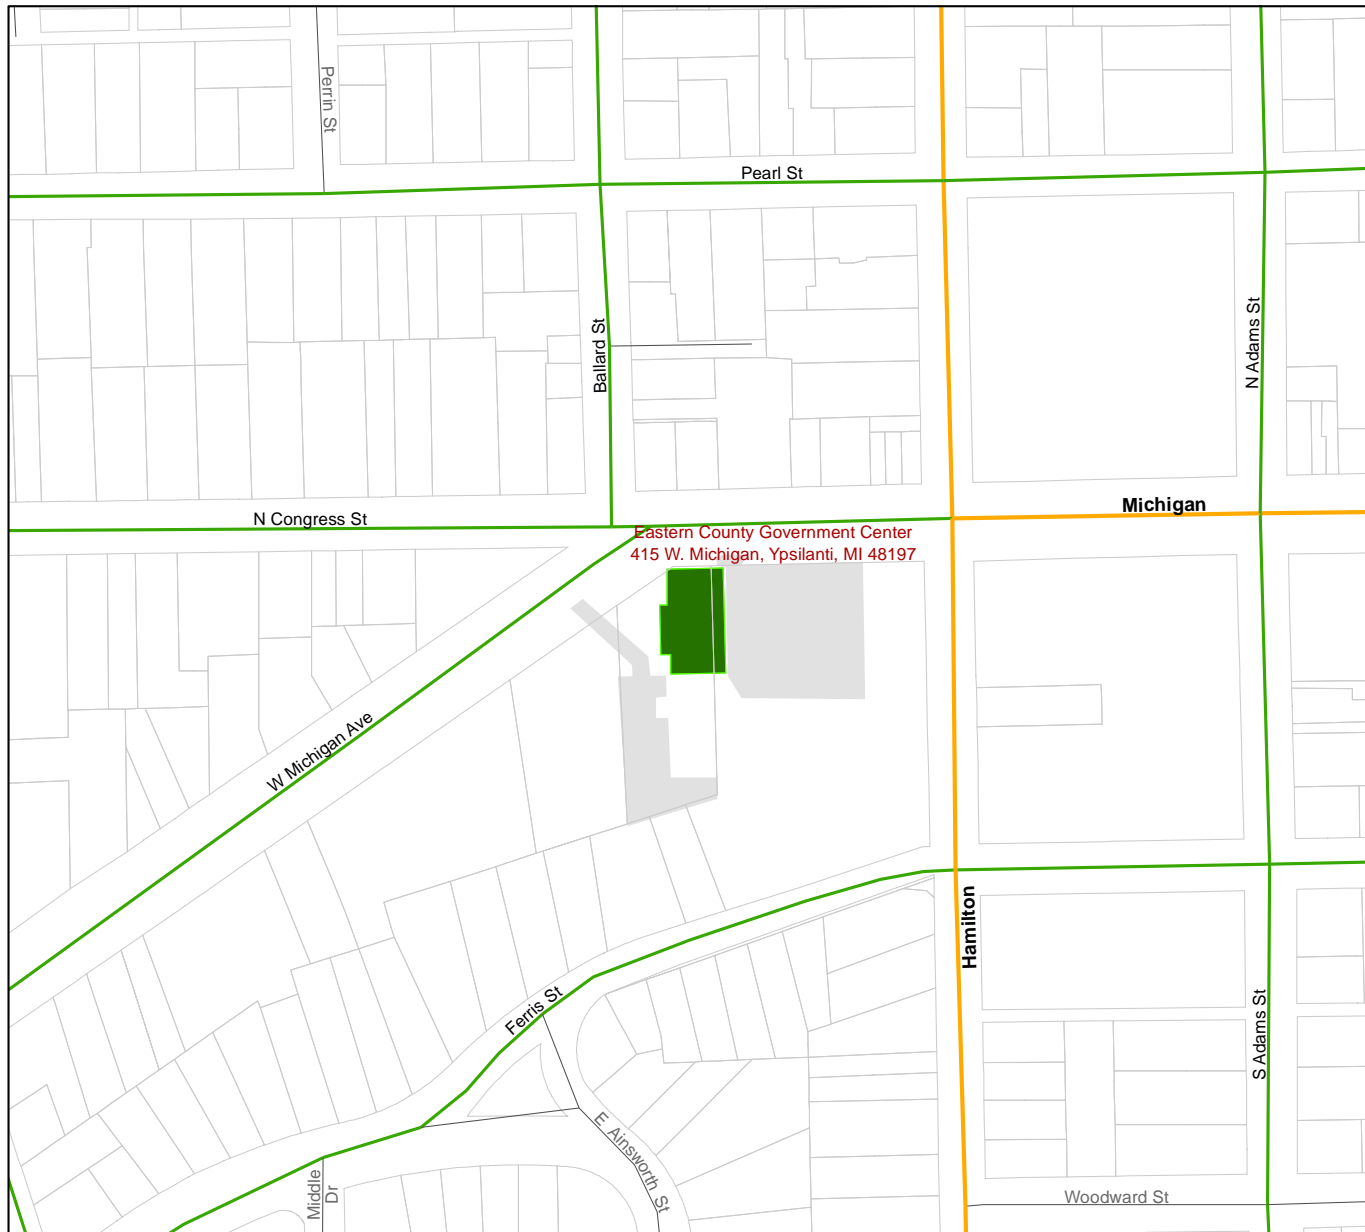 Perrin St
Pearl St
Ballard St
N Adams St
N Congress St
Michigan
Eastern County Government Center
415 W. Michigan, Ypsilanti, MI 48197
W Michigan Ave
Hamilton
Ferris St
S Adams St
E Ainsworth St
Middle
Dr
Woodward St